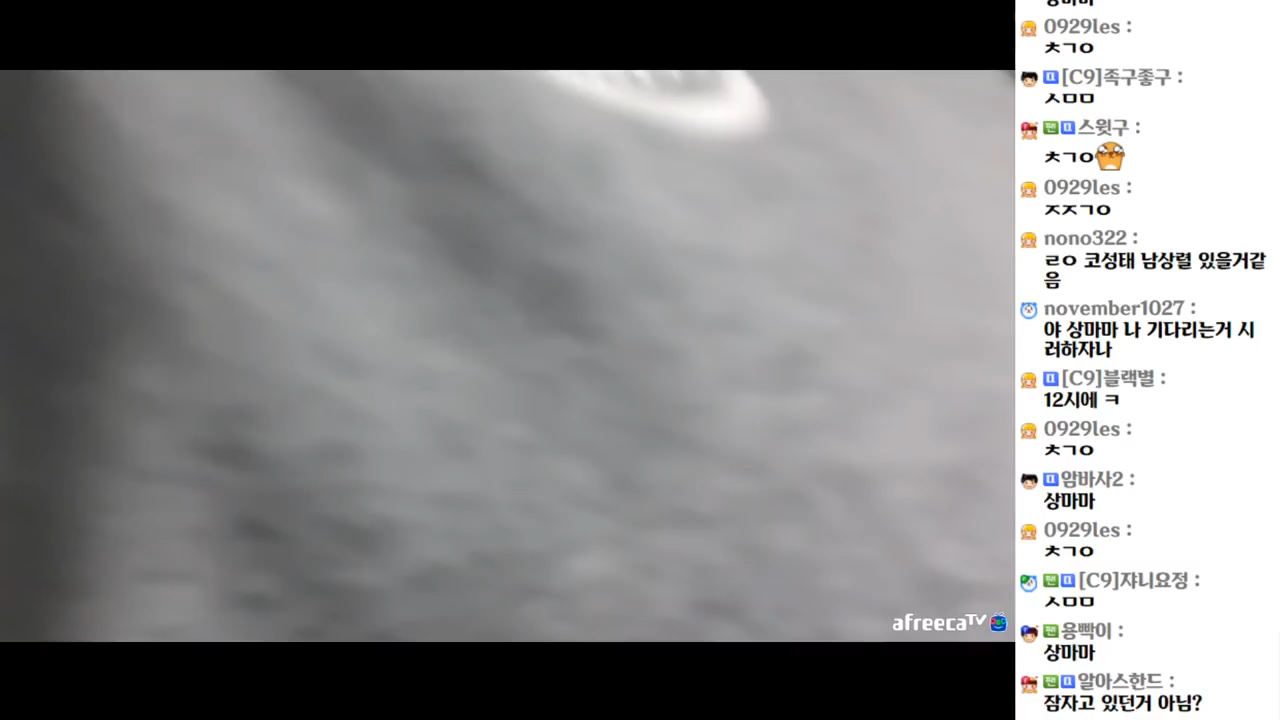 상마마
0929les :
ㅊㄱㅇ
[C9]족구좋구 :
ㅅㅁㅁ
스윗구 :
ㅊㄱㅇ
0929les :
ㅈㅈㄱㅇ
nono322 :
ㄹㅇ 코성태 남상렬 있을거같
음
november1027 :
야 상마마 나 기다리는거 시
러하자나
[C9]블랙별 :
12시에 ㅋ
0929les :
ㅊㄱㅇ
암바사2 :
상마마
0929les :
ㅊㄱㅇ
[C9]쟈니요정 :
ㅅㅁㅁ
용빡이 :
상마마
알아스한드 :
잠자고 있던거 아님?
afreecaTV